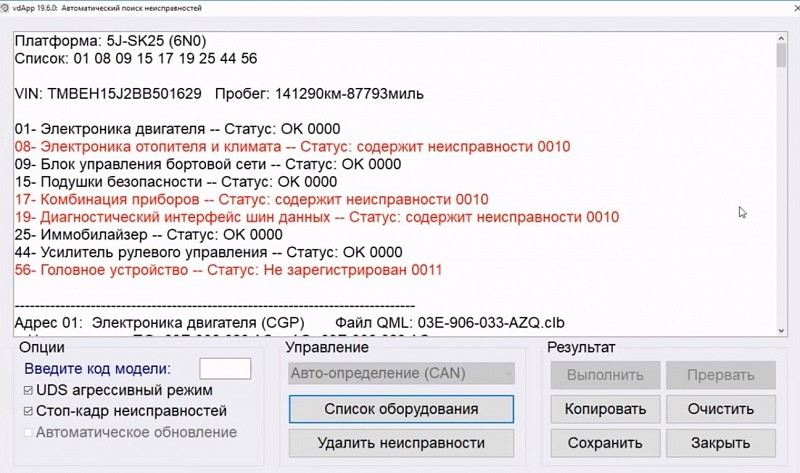 vdApp 19.6.0: Автоматический поиск неисправностей
Платформа: 5J-SK25 (6N0)
Список: 01 08 09 15 17 19 25 44 56
VIN: TMBEH15J2BB501629 Пробег: 141290км-87793миль
01- Электроника двигателя -- Статус: OK 0000
08- Электроника отопителя и климата -- Статус: содержит неисправности 0010
09- Блок управления бортовой сети -- Статус: OK 0000
15- Подушки безопасности -- Статус: OK 0000
17- Комбинация приборов -- Статус: содержит неисправности 0010
19- Диагностический интерфейс шин данных -- Статус: содержит неисправности 0010
25- Иммобилайзер -- Статус: OK 0000
44- Усилитель рулевого управления -- Статус: OK 0000
56- Головное устройство -- Статус: Не зарегистрирован 0011
--------------------------------------------------------------------------------
Адрес 01: Электроника двигателя (CGP) Файл QML: 03E-906-033-AZQ.clb
Опции
Введите код модели:
UDS агрессивный режим
Стоп-кадр неисправностей
Автоматическое обновление
Управление
Авто-определение (CAN)
Список оборудования
Удалить неисправности
Результат
Выполнить Прервать
Копировать Очистить
Сохранить Закрыть